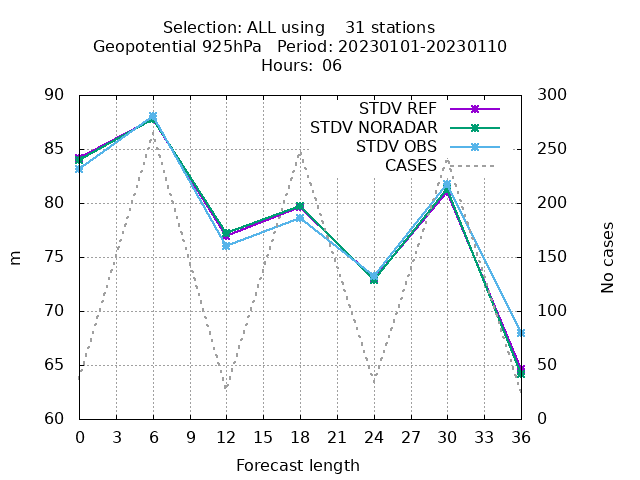 Selection: ALL using    31 stations
Geopotential 925hPa   Period: 20230101-20230110
Hours:  06
90
85
80
75
70
65
60
m
STDV REF
STDV NORADAR
STDV OBS
CASES
300
250
200
150
100
50
0
No cases
0 3 6 9 12 15 18 21 24 27 30 33 36
Forecast length